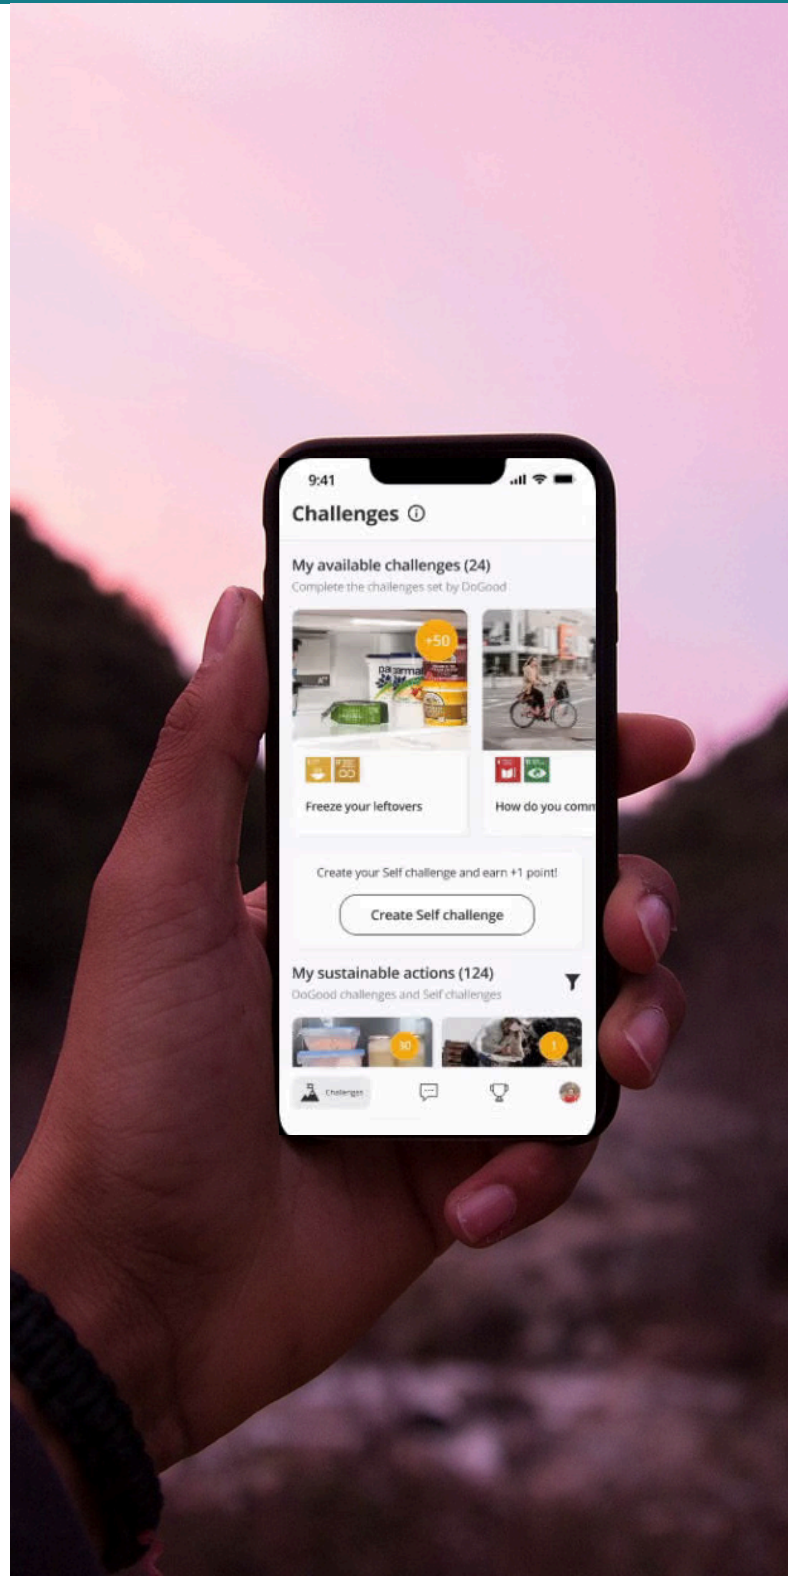 9:41
Challenges
My available challenges (24)
Complete the challenges set by DoGood
+50
Freeze your leftovers
How do you comm
Create your Self challenge and earn +1 point!
Create Self challenge
My sustainable actions (124)
DoGood challenges and Self challenges
30
1
Challenges